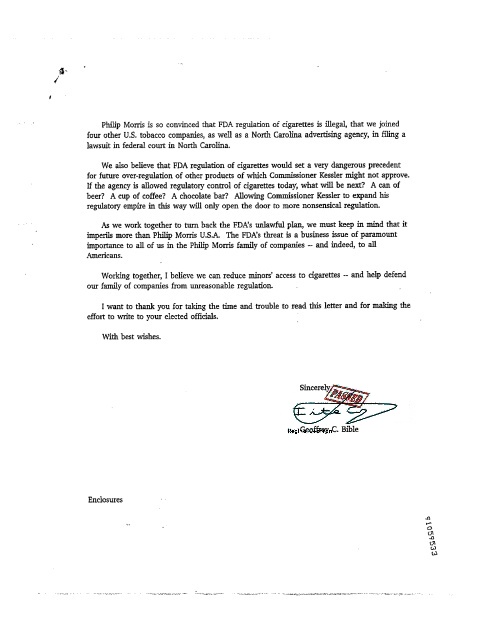 Philip Morris is so convinced that FDA regulation of cigarettes is illegal, that we joined
four other U.S. tobacco companies, as well as a North Carolina advertising agency, in filing a
lawsuit in federal court in North Carolina.
We also believe that FDA regulation of cigarettes would set a very dangerous precedent
for future over-regulation of other products of which Commissioner Kessler might not approve.
If the agency is allowed regulatory control of cigarettes today, what will be next? A can of
beer? A cup of coffee? A chocolate bar? Allowing Commissioner Kessler to expand his
regulatory empire in this way will only open the door to more nonsensical regulation.
As we work together to turn back the FDA's unlawful plan, we must keep in mind that it
imperils more than Philip Morris U.S.A. The FDA's threat is a business issue of paramount
importance to all of us in the Philip Morris family of companies -- and indeed, to all
Americans.
Working together, I believe we can reduce minors' access to cigarettes -- and help defend
our family of companies from unreasonable regulation.
I want to thank you for taking the time and trouble to read this letter and for making the
effort to write to your elected officials.
With best wishes.
Sincerely
PASSED
Geoffrey C. Bible
Enclosures
91059533